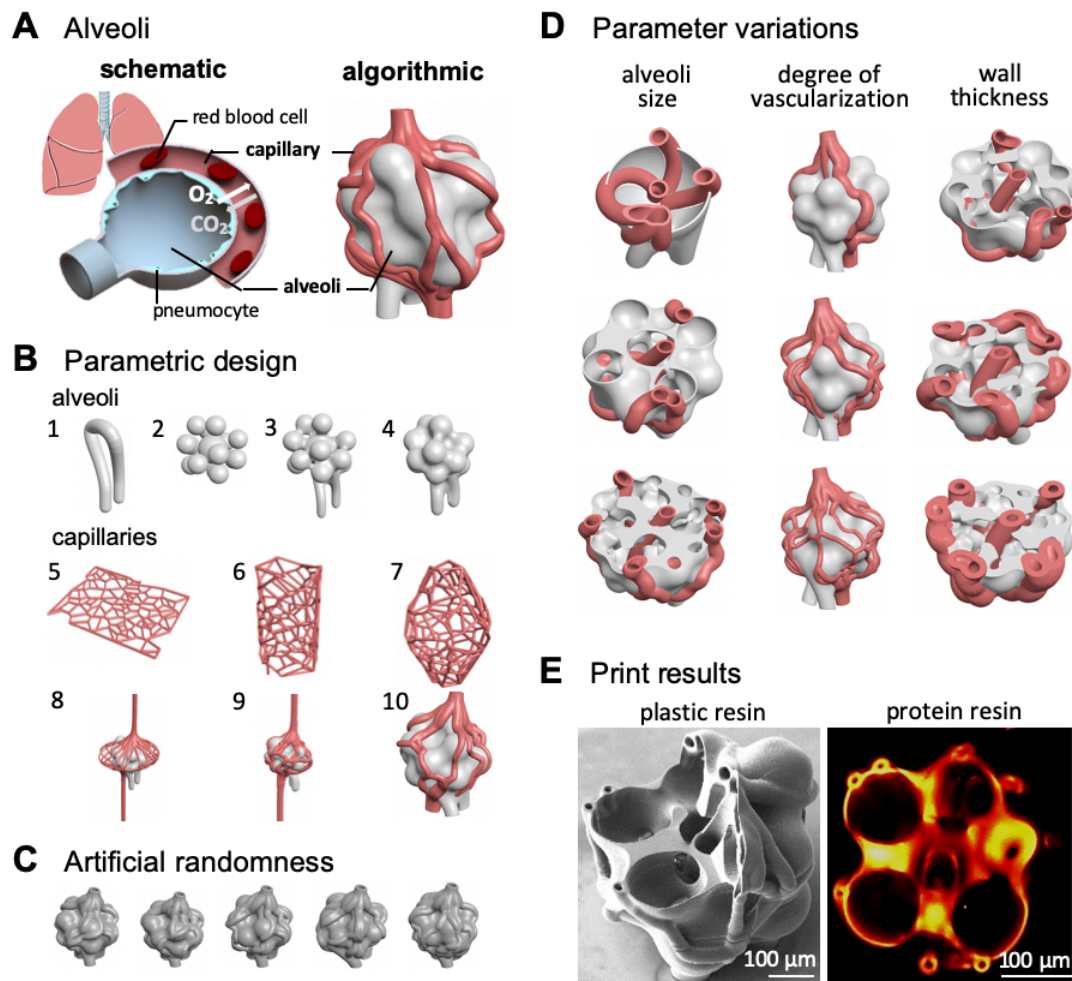 A Alveoli
schematic
algorithmic
red blood cell
capillary
O₂
CO₂
alveoli
pneumocyte
B Parametric design
alveoli
1 2 3 4
capillaries
5 6 7
8 9 10
C Artificial randomness
D Parameter variations
alveoli size
degree of vascularization
wall thickness
E Print results
plastic resin
protein resin
100 µm
100 µm